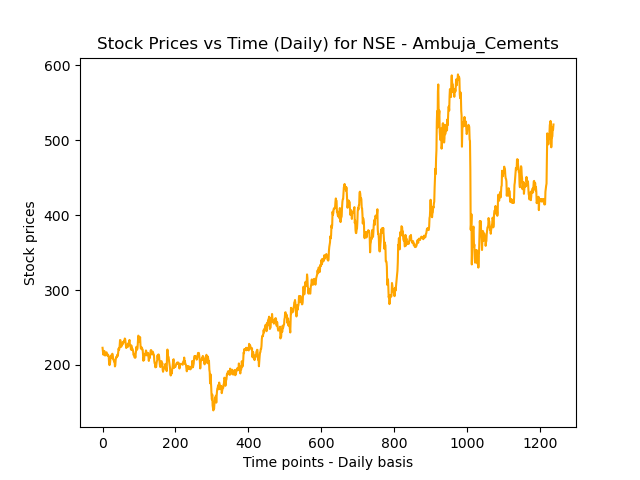 Stock Prices vs Time (Daily) for NSE - Ambuja_Cements
600
500
400
300
200
Stock prices
0 200 400 600 800 1000 1200
Time points - Daily basis